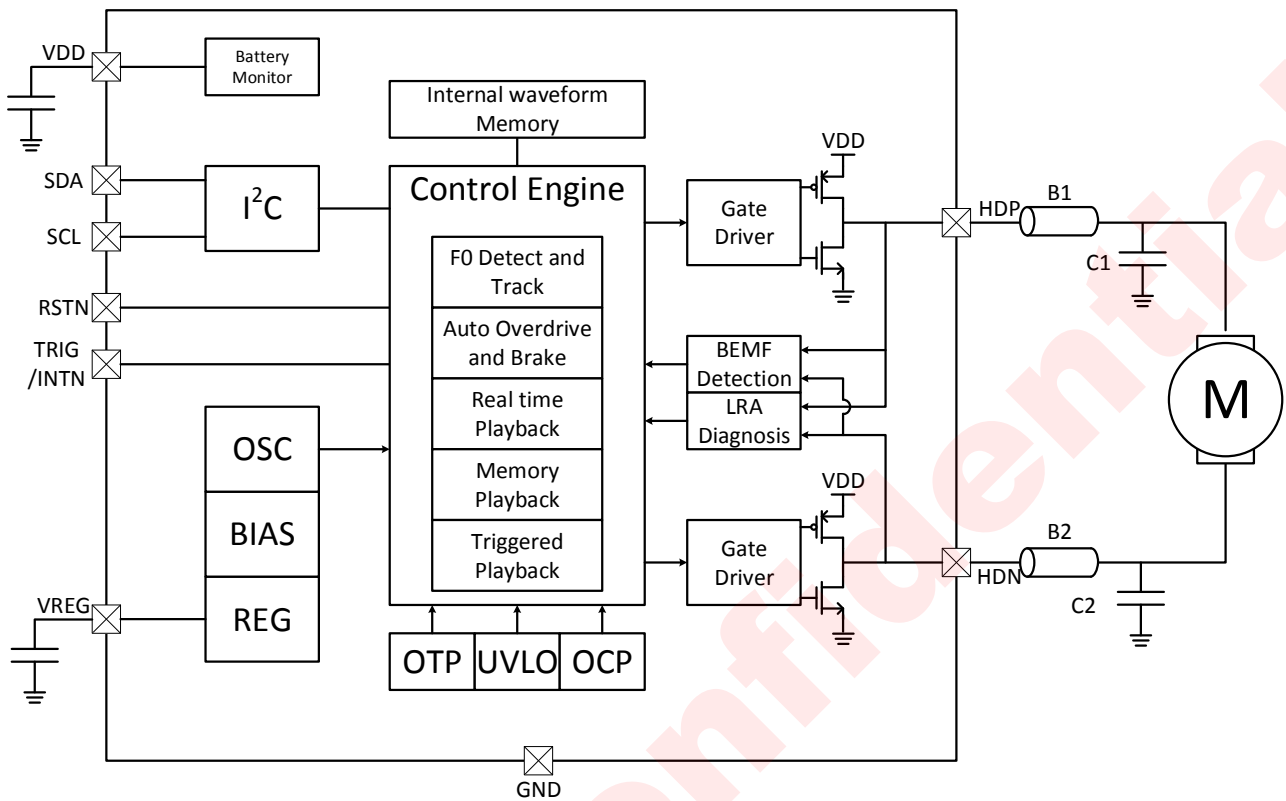 VDD
Battery
Monitor
Internal waveform
Memory
SDA
SCL
I²C
RSTN
TRIG
/INTN
Control Engine
F0 Detect and
Track
Auto Overdrive
and Brake
Real time
Playback
Memory
Playback
Triggered
Playback
OSC
BIAS
REG
VREG
OTP
UVLO
OCP
GND
Gate
Driver
VDD
BEMF
Detection
LRA
Diagnosis
Gate
Driver
VDD
HDP
B1
C1
M
HDN
B2
C2
onfidential